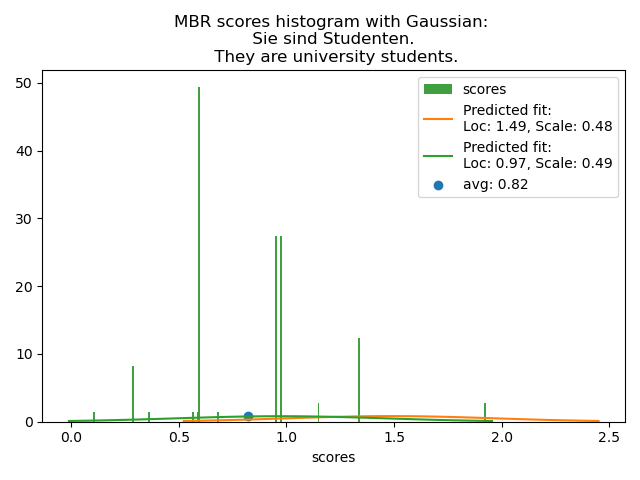 MBR scores histogram with Gaussian:
Sie sind Studenten.
They are university students.
50
40
30
20
10
0
scores
Predicted fit:
Loc: 1.49, Scale: 0.48
Predicted fit:
Loc: 0.97, Scale: 0.49
avg: 0.82
0.0
0.5
1.0
1.5
2.0
2.5
scores